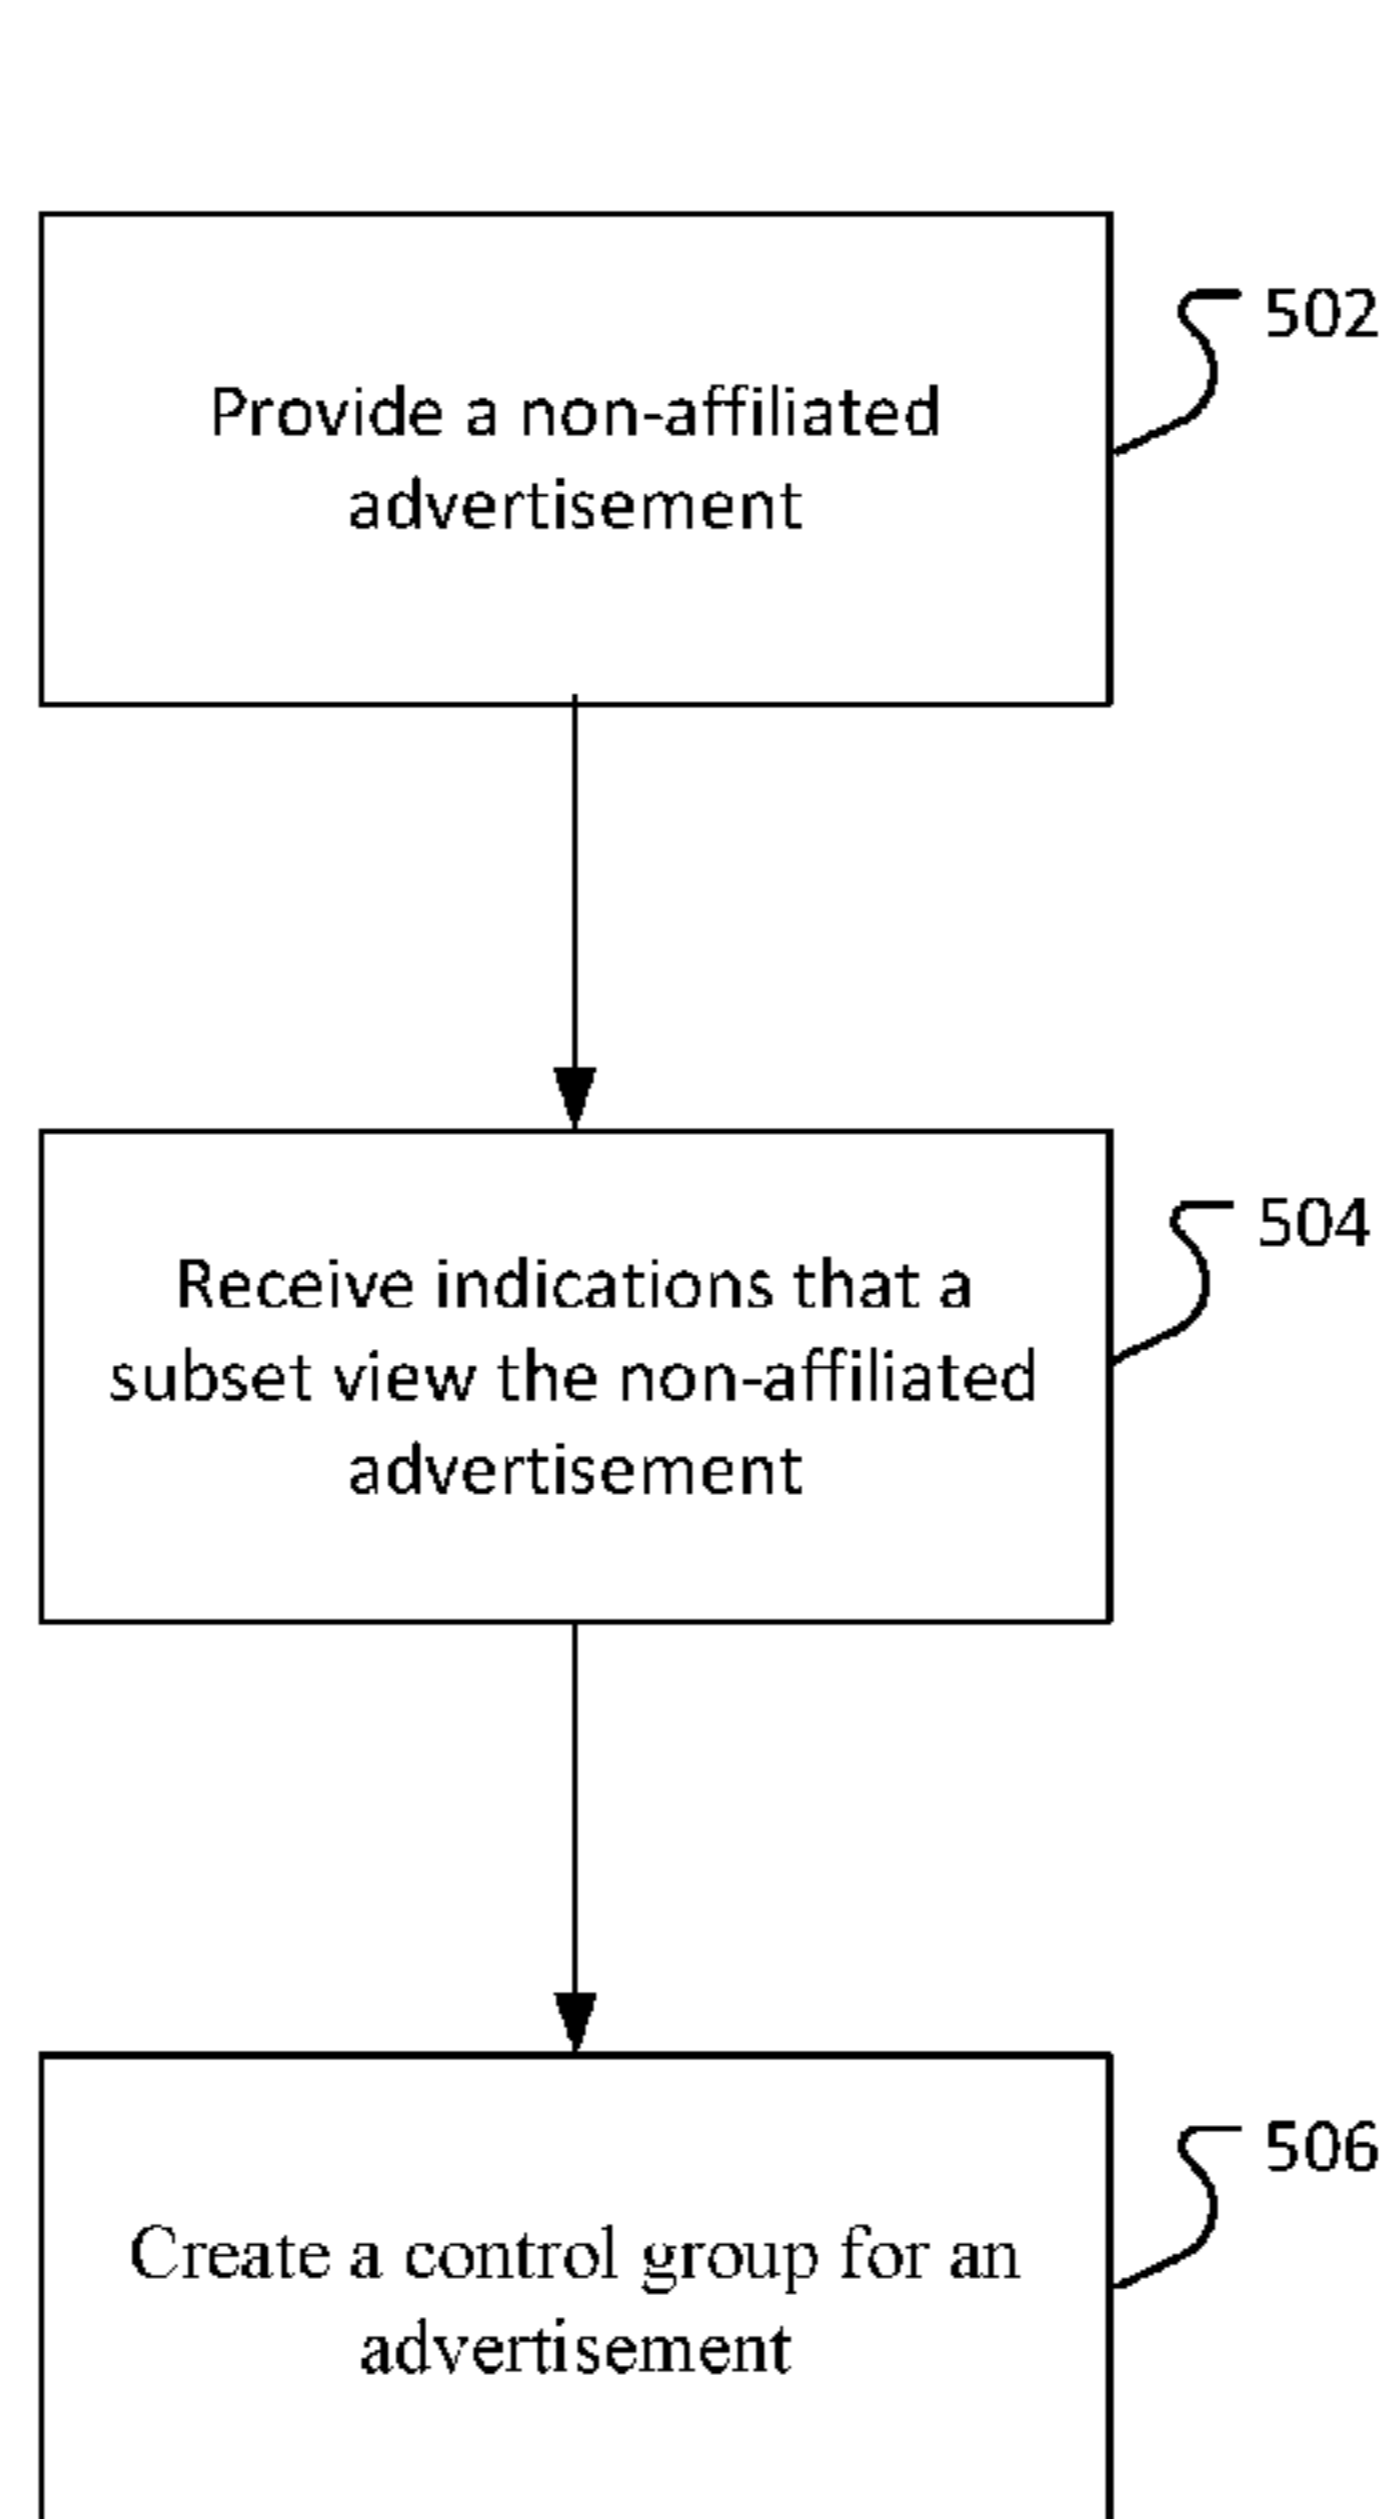 502
Provide a non-affiliated
advertisement
504
Receive indications that a
subset view the non-affiliated
advertisement
506
Create a control group for an
advertisement